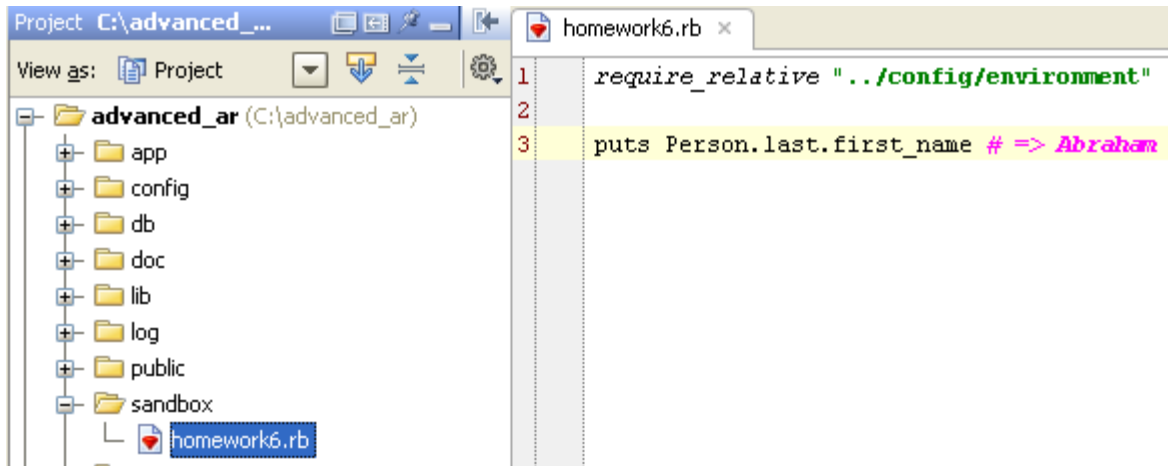 Project C:\advanced_...
View as: Project
advanced_ar (C:\advanced_ar)
app
config
db
doc
lib
log
public
sandbox
homework6.rb
homework6.rb
1 require_relative "../config/environment"
2
3 puts Person.last.first_name # => Abraham